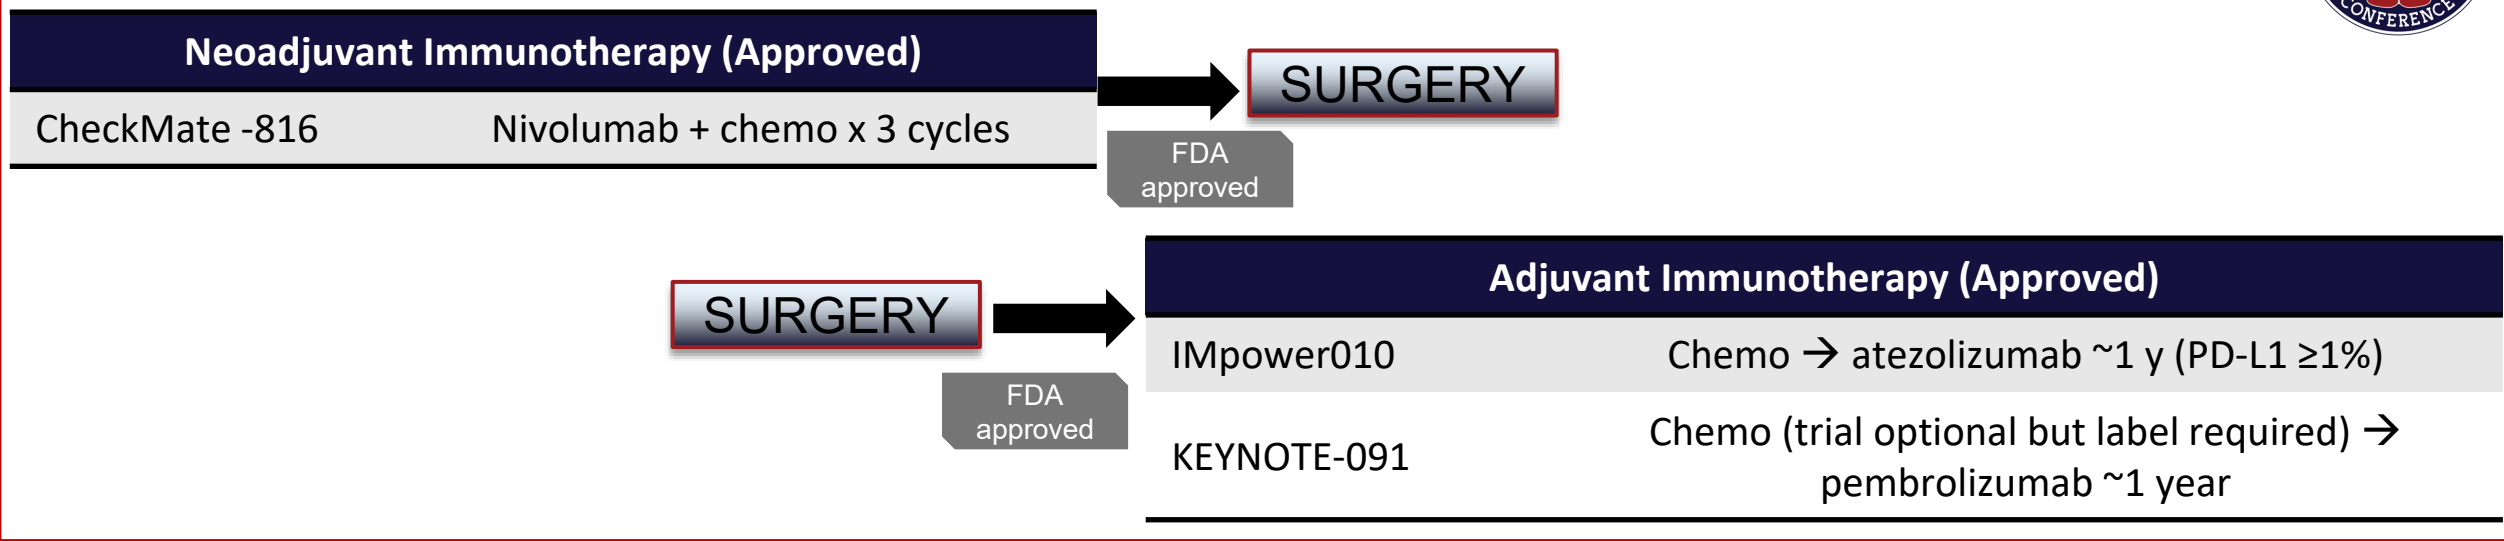 CONFERENCE
Neoadjuvant Immunotherapy (Approved)
SURGERY
CheckMate -816 Nivolumab + chemo x 3 cycles
FDA
approved
Adjuvant Immunotherapy (Approved)
SURGERY
IMpower010 Chemo → atezolizumab ~1 y (PD-L1 ≥1%)
FDA
approved
KEYNOTE-091 Chemo (trial optional but label required) →
pembrolizumab ~1 year